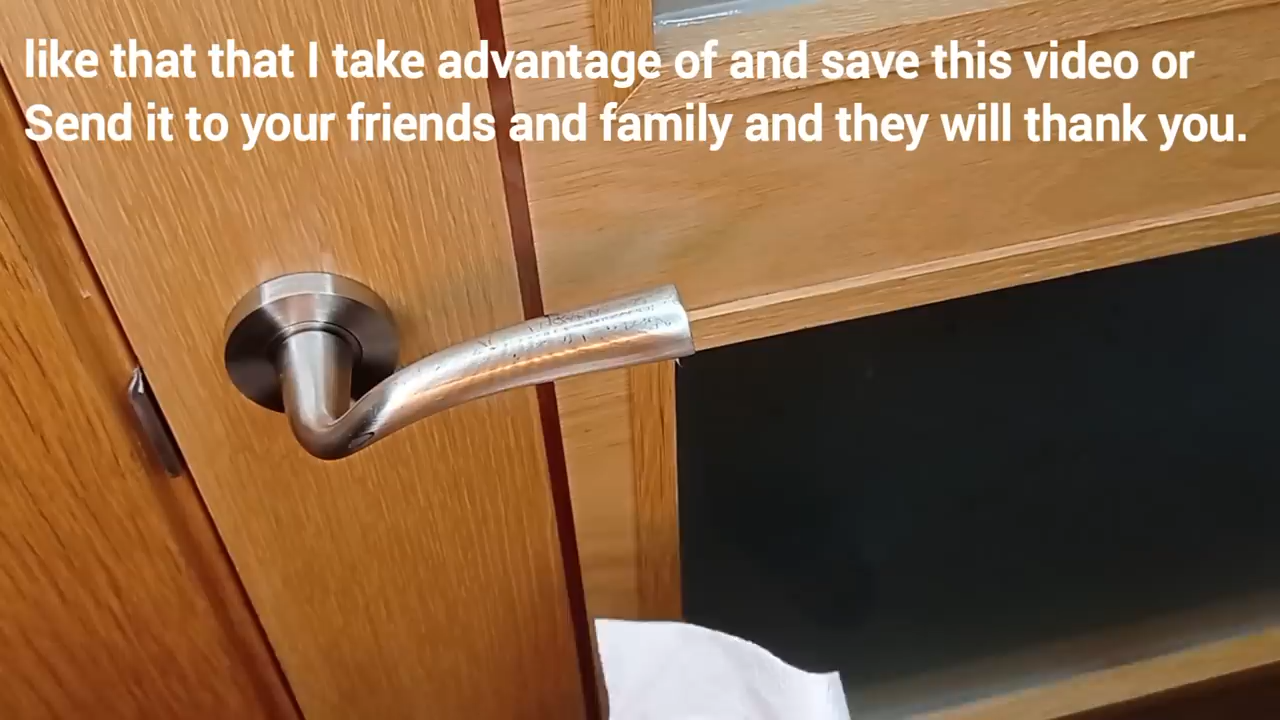 like that that I take advantage of and save this video or
Send it to your friends and family and they will thank you.